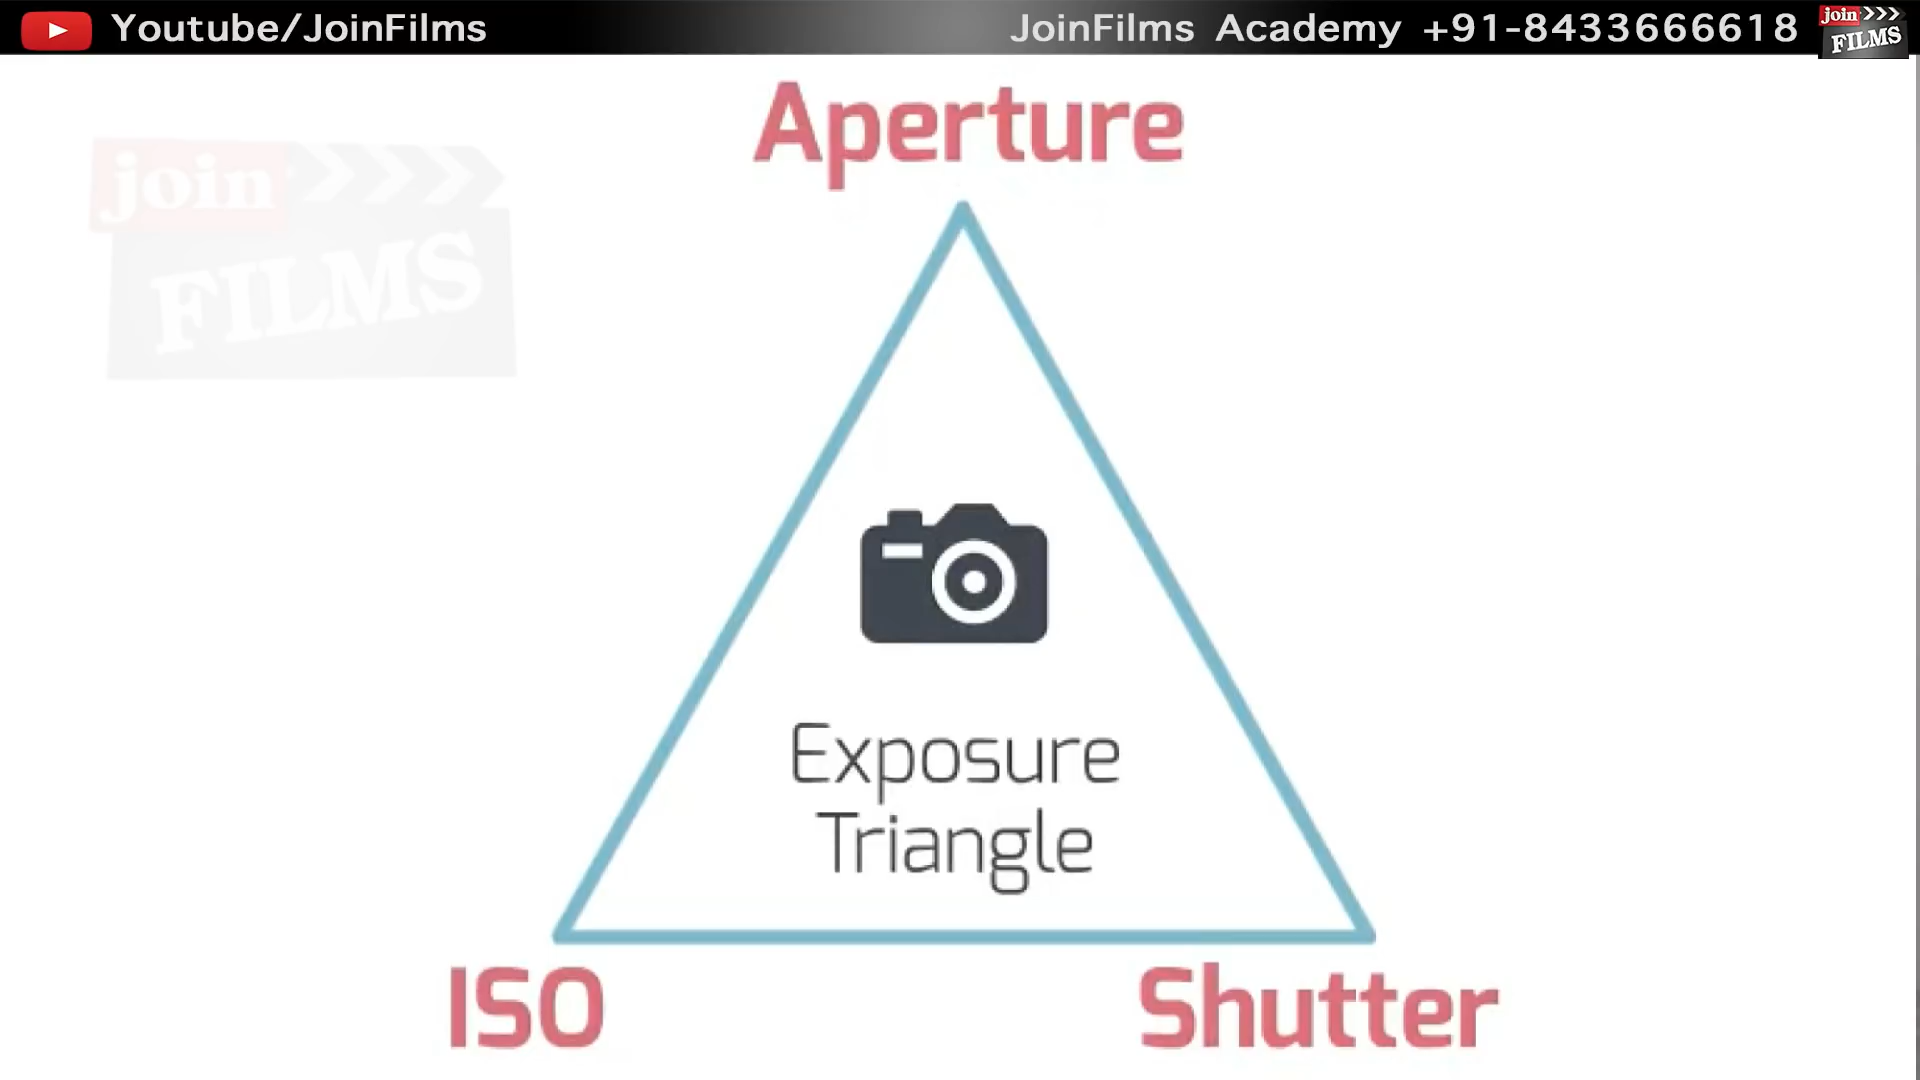 Youtube/JoinFilms
JoinFilms Academy +91-8433666618
join
FILMS
Aperture
join
FILMS
Exposure
Triangle
ISO
Shutter